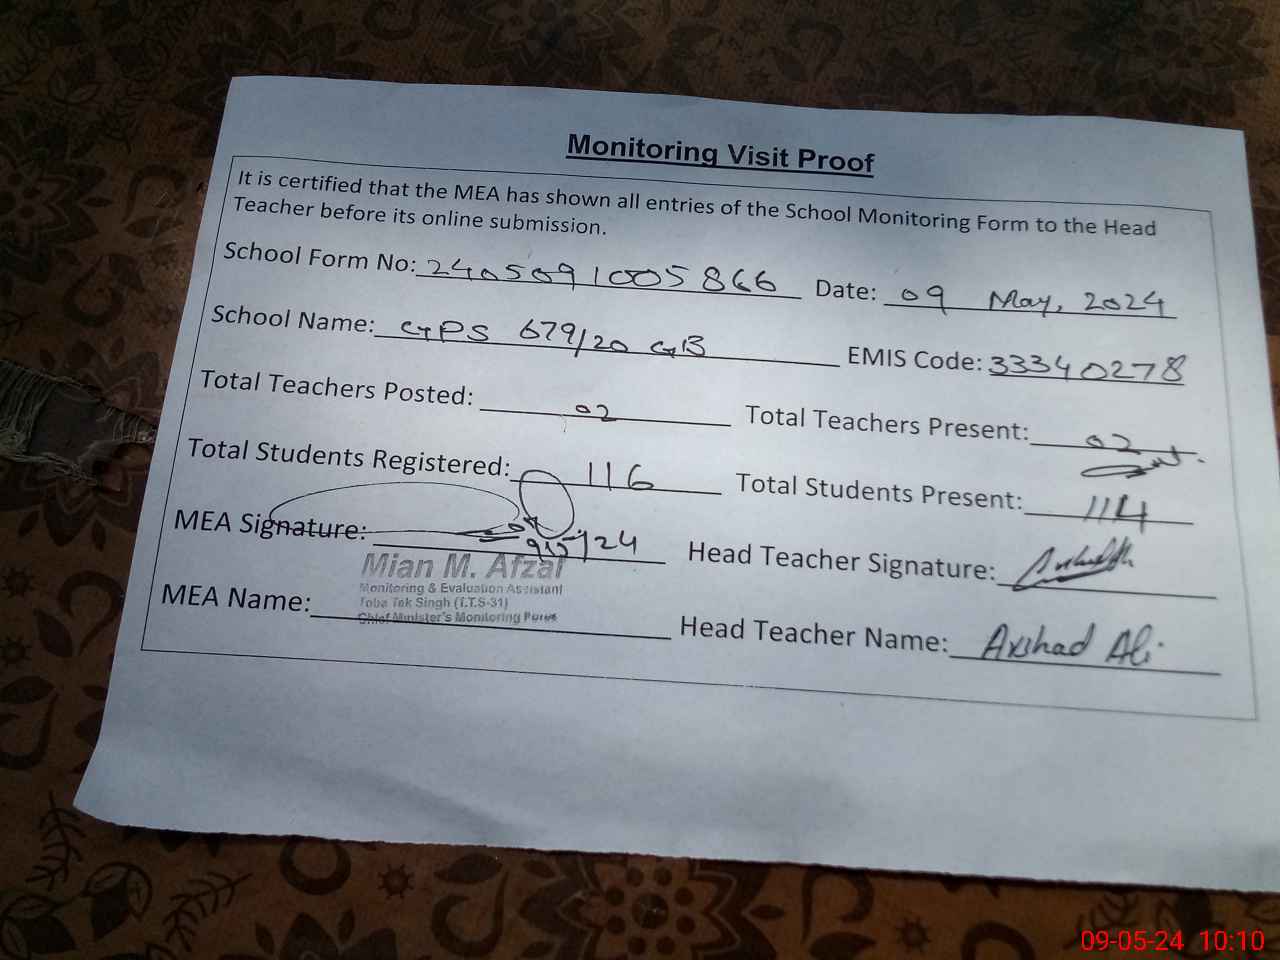 Monitoring Visit Proof
It is certified that the MEA has shown all entries of the School Monitoring Form to the Head
Teacher before its online submission.
School Form No: 2405091005866 Date: 09 May, 2024
School Name: GPS 679/20 GB EMIS Code: 33340278
Total Teachers Posted: 02 Total Teachers Present: 02
Total Students Registered: 116 Total Students Present: 114
MEA Signature: 9/5/24 Head Teacher Signature:
Mian M. Afzal
Monitoring & Evaluation Assistant
Toba Tek Singh (T.T.S-31)
Chief Minister's Monitoring Force
MEA Name: Head Teacher Name: Arshad Ali
09-05-24 10:10